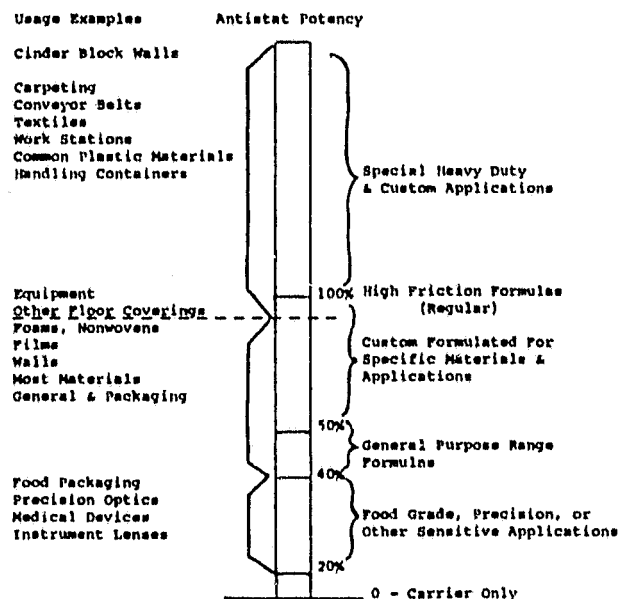 Usage Examples
Antistat Potency
Cinder Block Walls
Carpeting
Conveyor Belts
Textiles
Work Stations
Common Plastic Materials
Handling Containers
Special Heavy Duty
& Custom Applications
Equipment
Other Floor Coverings
Foams, Nonwovens
Films
Walls
Most Materials
General & Packaging
100%
High Friction Formulas
(Regular)
Custom Formulated For
Specific Materials &
Applications
50%
General Purpose Range
Formulas
40%
Food Packaging
Precision Optics
Medical Devices
Instrument Lenses
Food Grade, Precision, or
Other Sensitive Applications
20%
0 - Carrier Only